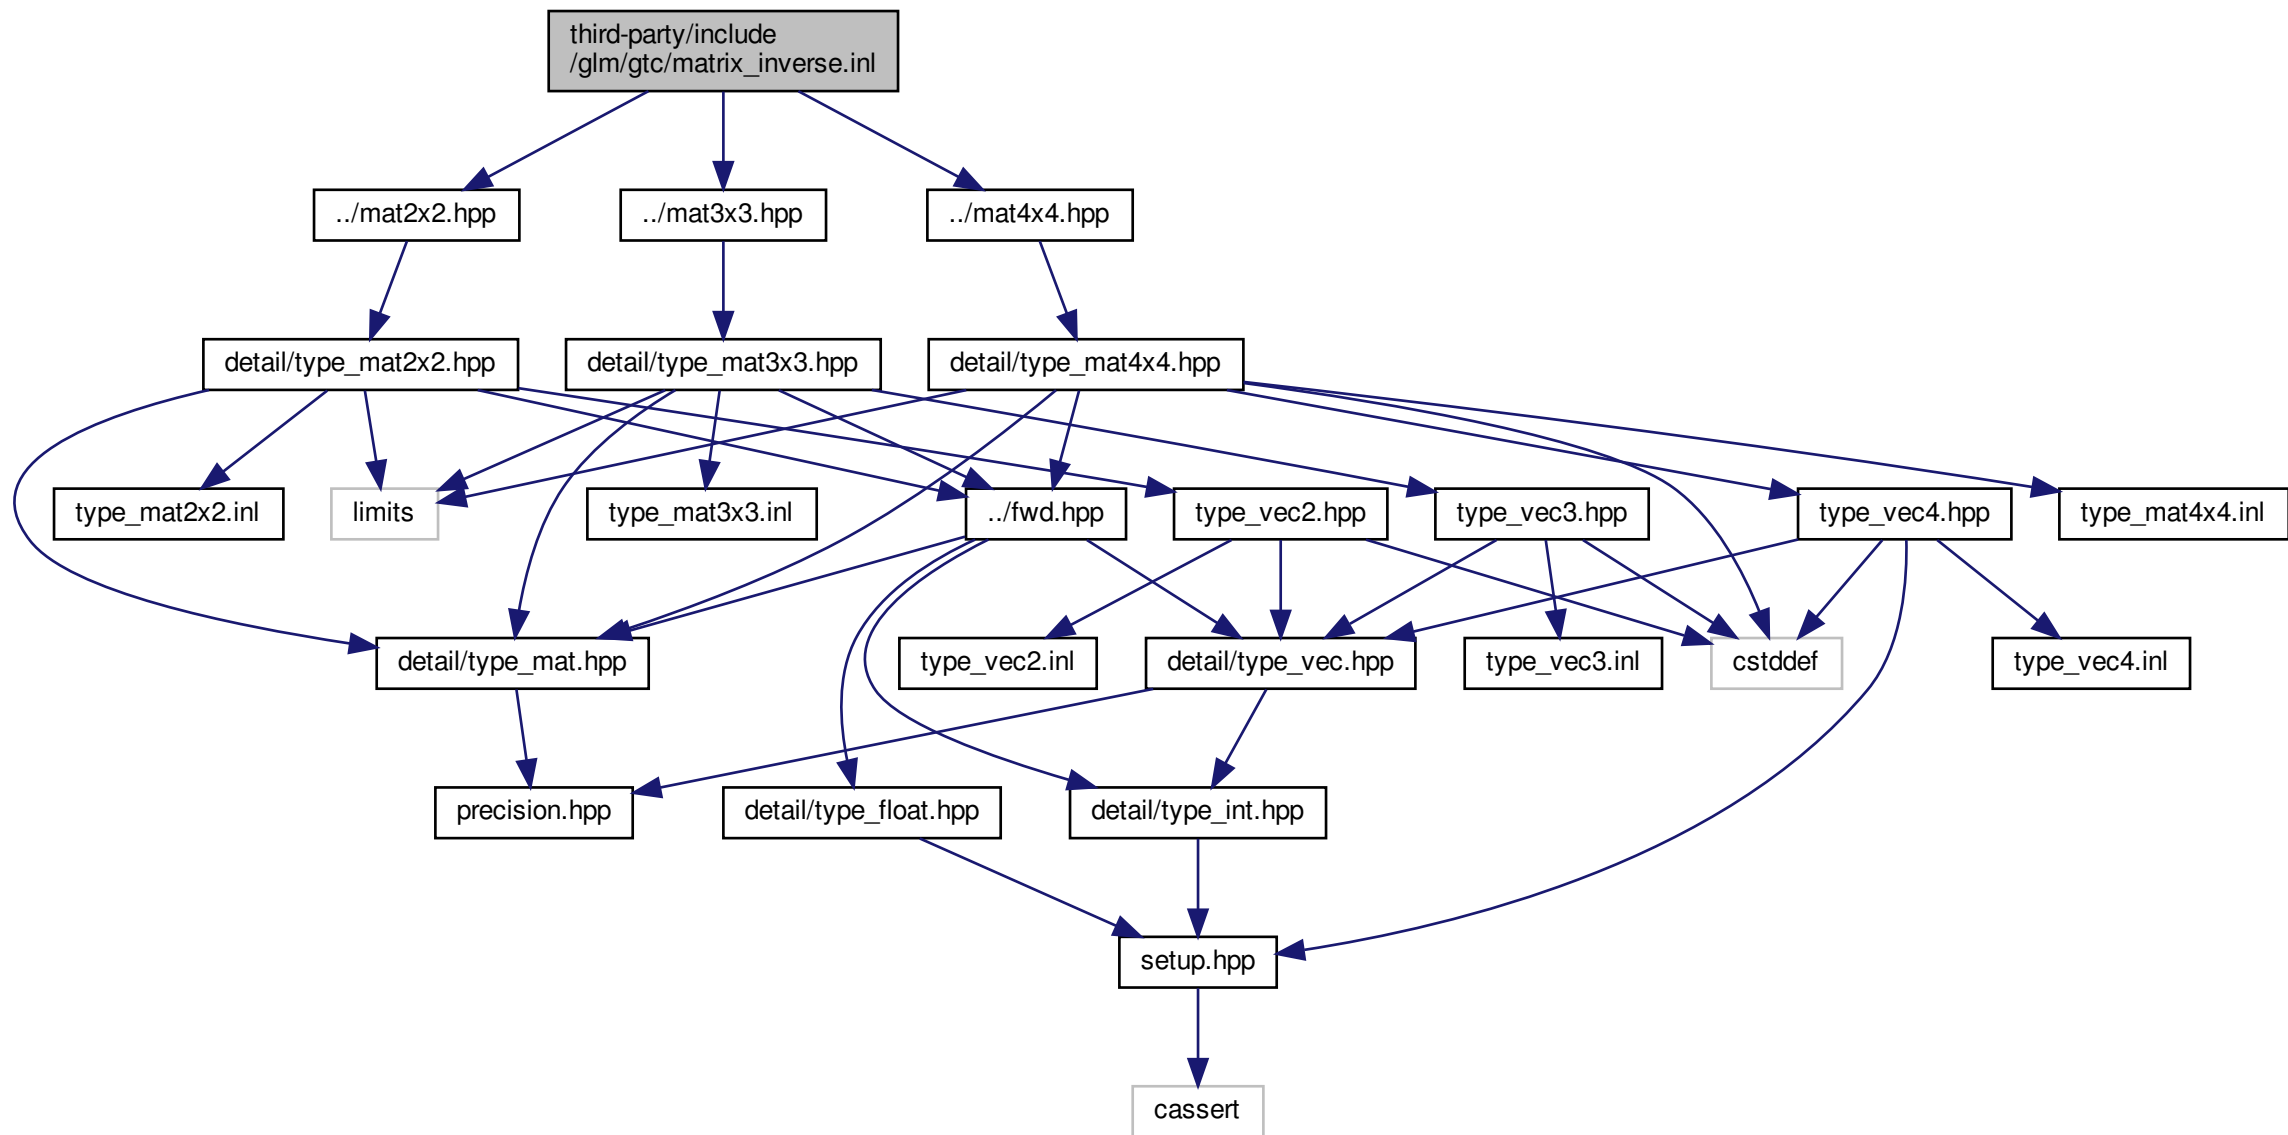 third-party/include
/glm/gtc/matrix_inverse.inl
../mat2x2.hpp
../mat3x3.hpp
../mat4x4.hpp
detail/type_mat2x2.hpp
detail/type_mat3x3.hpp
detail/type_mat4x4.hpp
type_mat2x2.inl
limits
type_mat3x3.inl
../fwd.hpp
type_vec2.hpp
type_vec3.hpp
type_vec4.hpp
type_mat4x4.inl
detail/type_mat.hpp
type_vec2.inl
detail/type_vec.hpp
type_vec3.inl
cstddef
type_vec4.inl
precision.hpp
detail/type_float.hpp
detail/type_int.hpp
setup.hpp
cassert